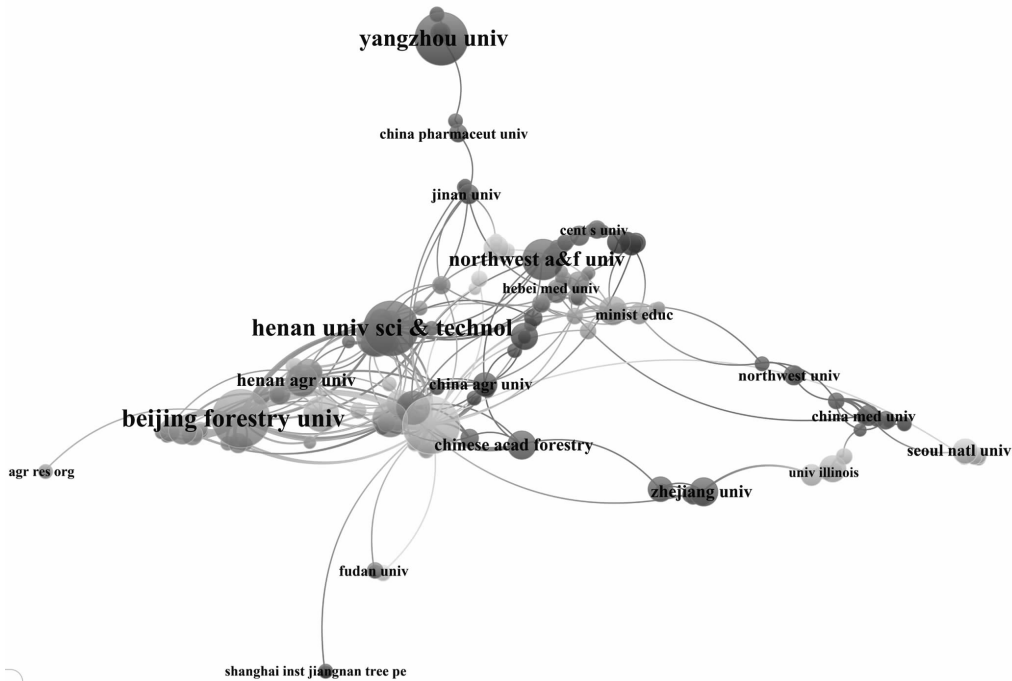 yangzhou univ
china pharmaceut univ
jinan univ
cent s univ
northwest a&f univ
hebei med univ
minist educ
henan univ sci & technol
northwest univ
henan agr univ
china agr univ
beijing forestry univ
china med univ
chinese acad forestry
seoul natl univ
agr res org
univ illinois
zhejiang univ
fudan univ
shanghai inst jiangnan tree pe